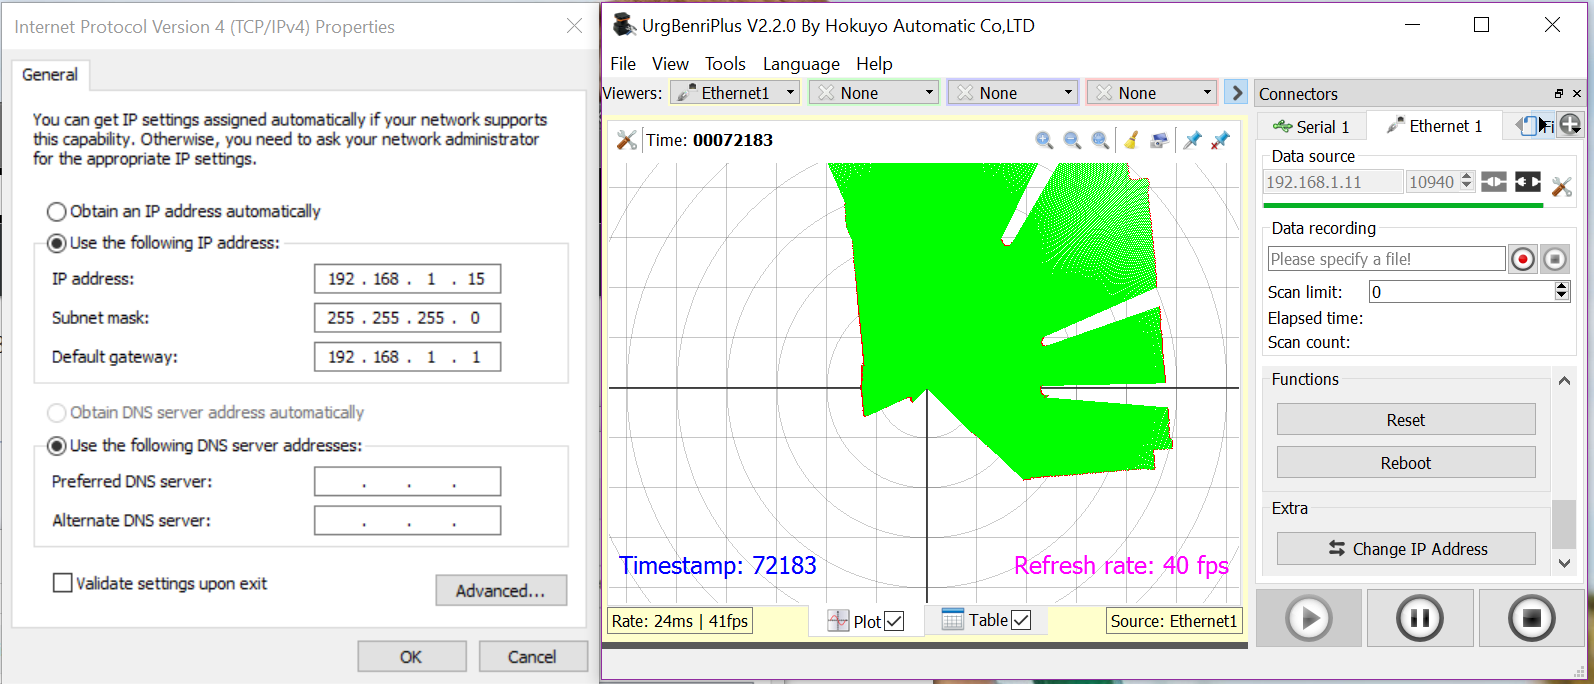 Internet Protocol Version 4 (TCP/IPv4) Properties
General
You can get IP settings assigned automatically if your network supports
this capability. Otherwise, you need to ask your network administrator
for the appropriate IP settings.
Obtain an IP address automatically
Use the following IP address:
IP address:
192 . 168 . 1 . 15
Subnet mask:
255 . 255 . 255 . 0
Default gateway:
192 . 168 . 1 . 1
Obtain DNS server address automatically
Use the following DNS server addresses:
Preferred DNS server:
. . .
Alternate DNS server:
. . .
Validate settings upon exit
Advanced...
OK
Cancel
UrgBenriPlus V2.2.0 By Hokuyo Automatic Co,LTD
File View Tools Language Help
Viewers: Ethernet1 None None None
Time: 00072183
Timestamp: 72183
Refresh rate: 40 fps
Rate: 24ms | 41fps
Plot
Table
Source: Ethernet1
Connectors
Serial 1
Ethernet 1
Fi
Data source
192.168.1.11
10940
Data recording
Please specify a file!
Scan limit:
0
Elapsed time:
Scan count:
Functions
Reset
Reboot
Extra
Change IP Address